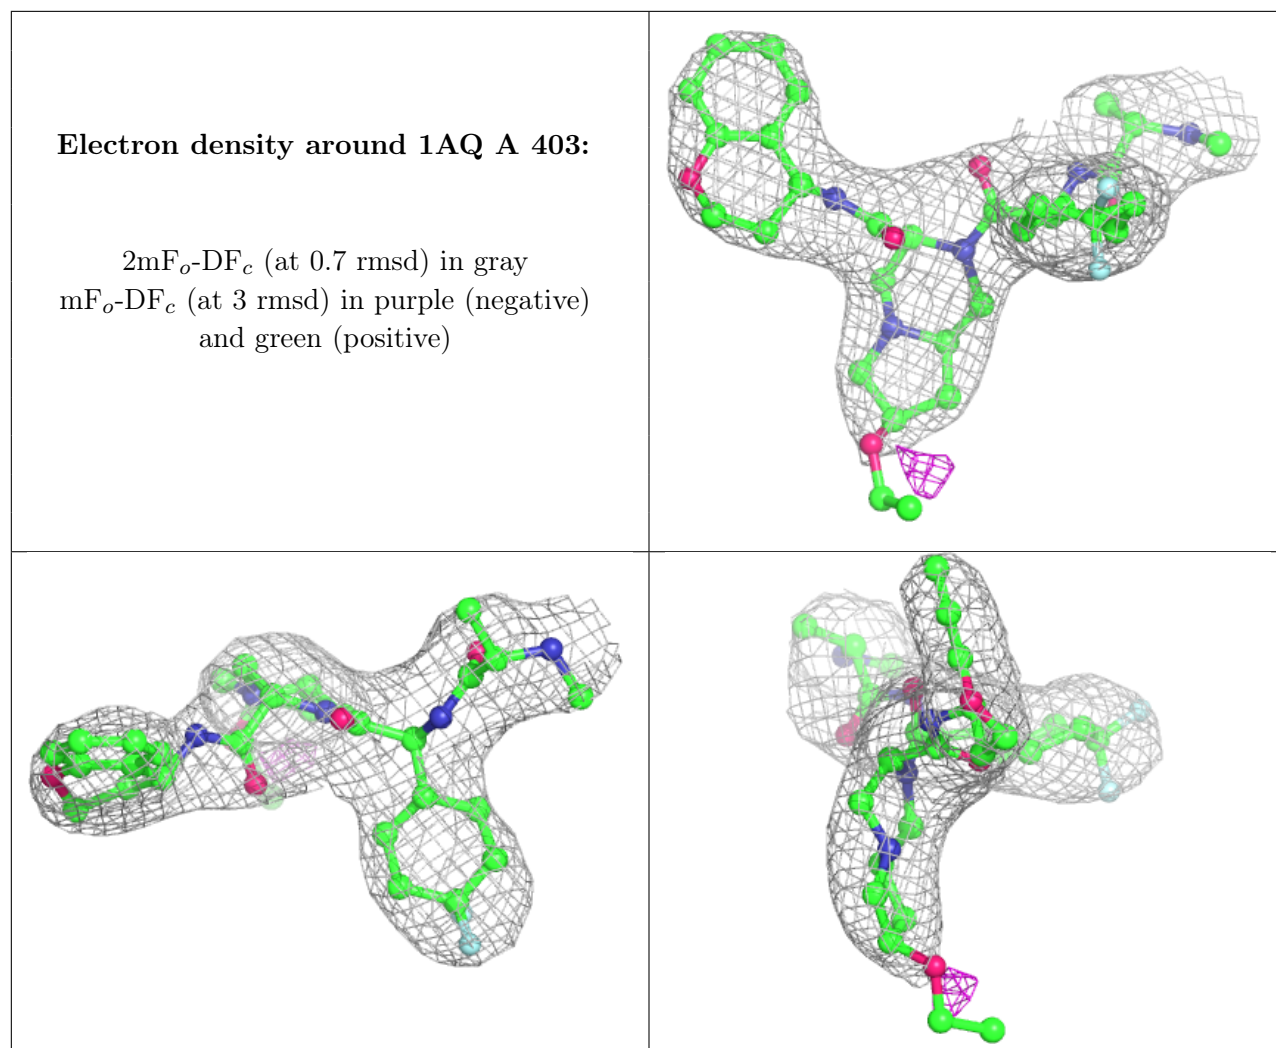 Electron density around 1AQ A 403:
2mFₒ-DF𝒸 (at 0.7 rmsd) in gray
mFₒ-DF𝒸 (at 3 rmsd) in purple (negative)
and green (positive)